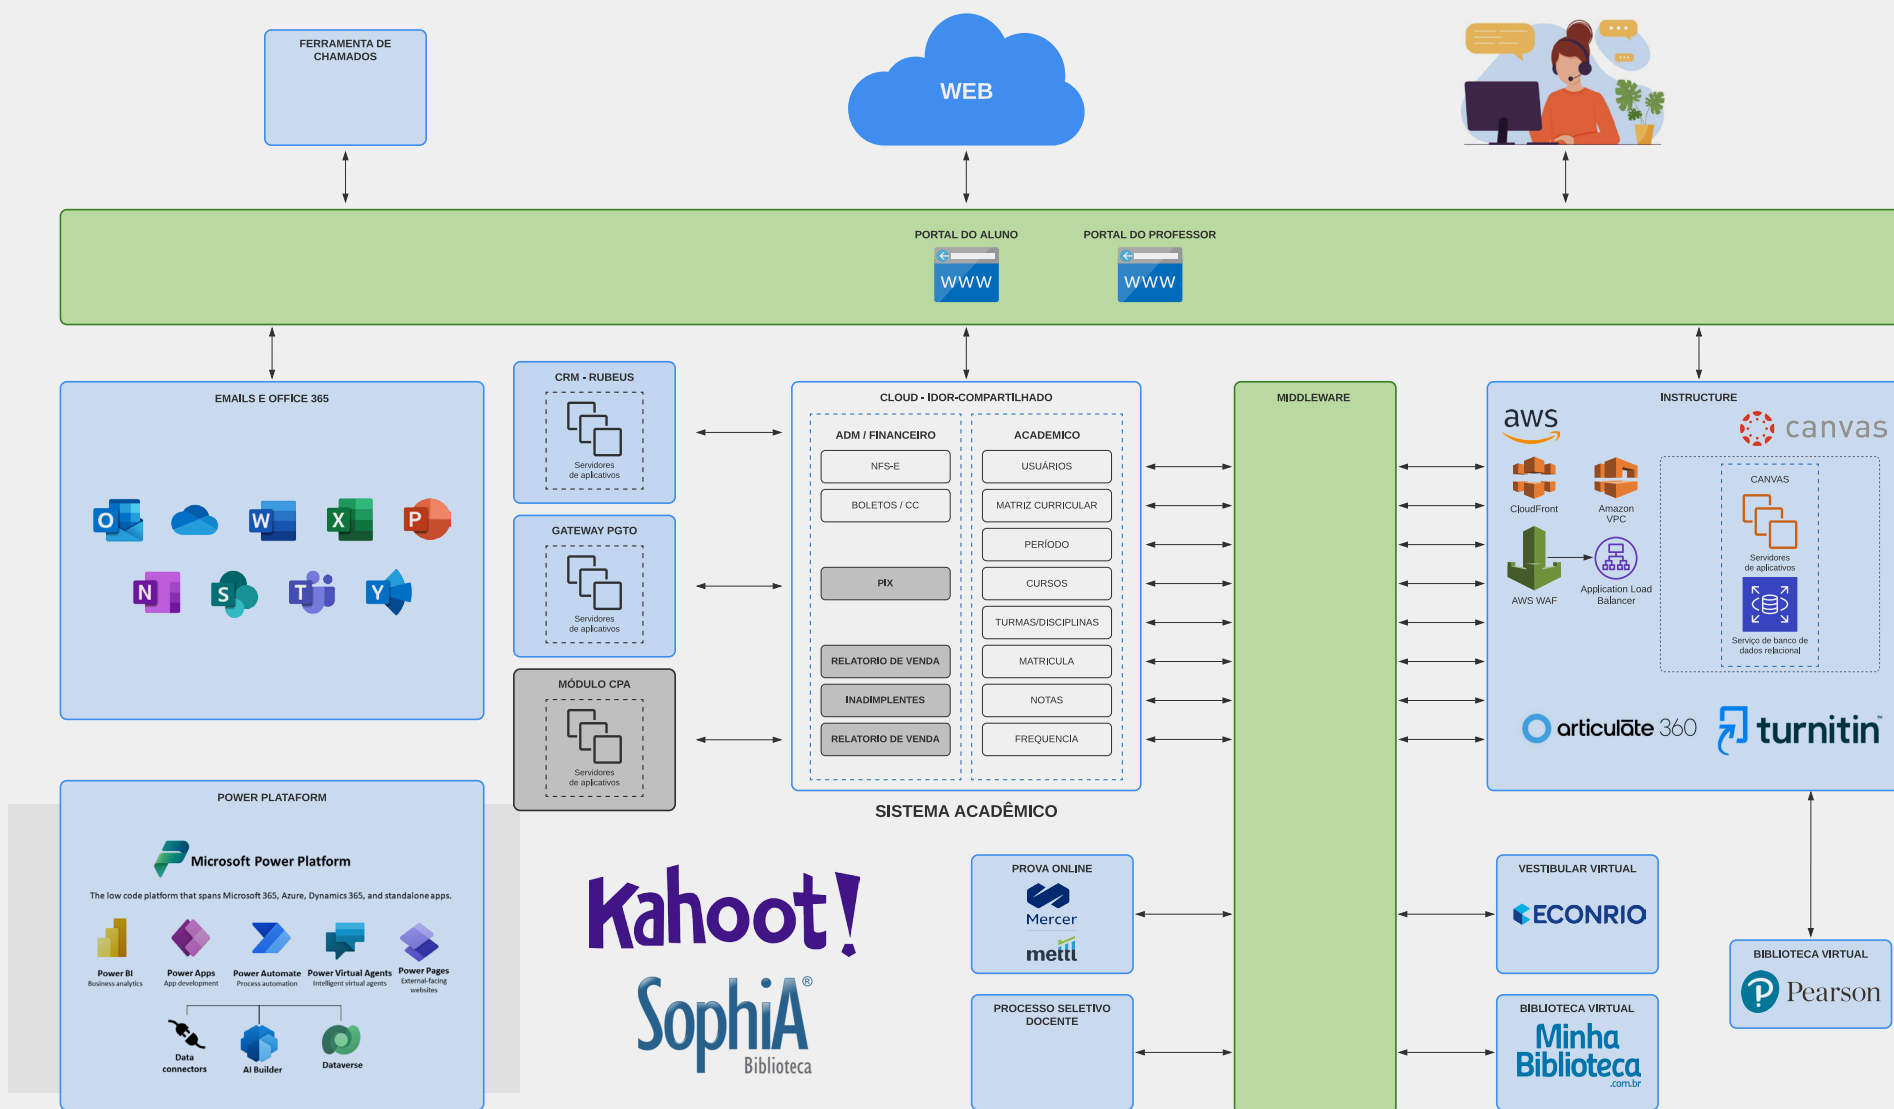 FERRAMENTA DE
CHAMADOS
WEB
PORTAL DO ALUNO
WWW
PORTAL DO PROFESSOR
WWW
EMAILS E OFFICE 365
O
W
X
P
N
S
T
Y
CRM - RUBEUS
Servidores
de aplicativos
GATEWAY PGTO
Servidores
de aplicativos
MÓDULO CPA
Servidores
de aplicativos
CLOUD - IDOR-COMPARTILHADO
ADM / FINANCEIRO
NFS-E
BOLETOS / CC
PIX
RELATORIO DE VENDA
INADIMPLENTES
RELATORIO DE VENDA
ACADEMICO
USUÁRIOS
MATRIZ CURRICULAR
PERÍODO
CURSOS
TURMAS/DISCIPLINAS
MATRICULA
NOTAS
FREQUENCIA
SISTEMA ACADÊMICO
MIDDLEWARE
INSTRUCTURE
aws
canvas
CloudFront
Amazon
VPC
AWS WAF
Application Load
Balancer
CANVAS
Servidores
de aplicativos
Serviço de banco de
dados relacional
articulāte 360
turnitin™
POWER PLATAFORM
Microsoft Power Platform
The low code platform that spans Microsoft 365, Azure, Dynamics 365, and standalone apps.
Power BI
Business analytics
Power Apps
App development
Power Automate
Process automation
Power Virtual Agents
Intelligent virtual agents
Power Pages
External-facing
websites
Data
connectors
AI Builder
Dataverse
Kahoot!
SophiA®
Biblioteca
PROVA ONLINE
Mercer
mettl
PROCESSO SELETIVO
DOCENTE
VESTIBULAR VIRTUAL
ECONRIO
BIBLIOTECA VIRTUAL
Minha
Biblioteca
.com.br
BIBLIOTECA VIRTUAL
P Pearson